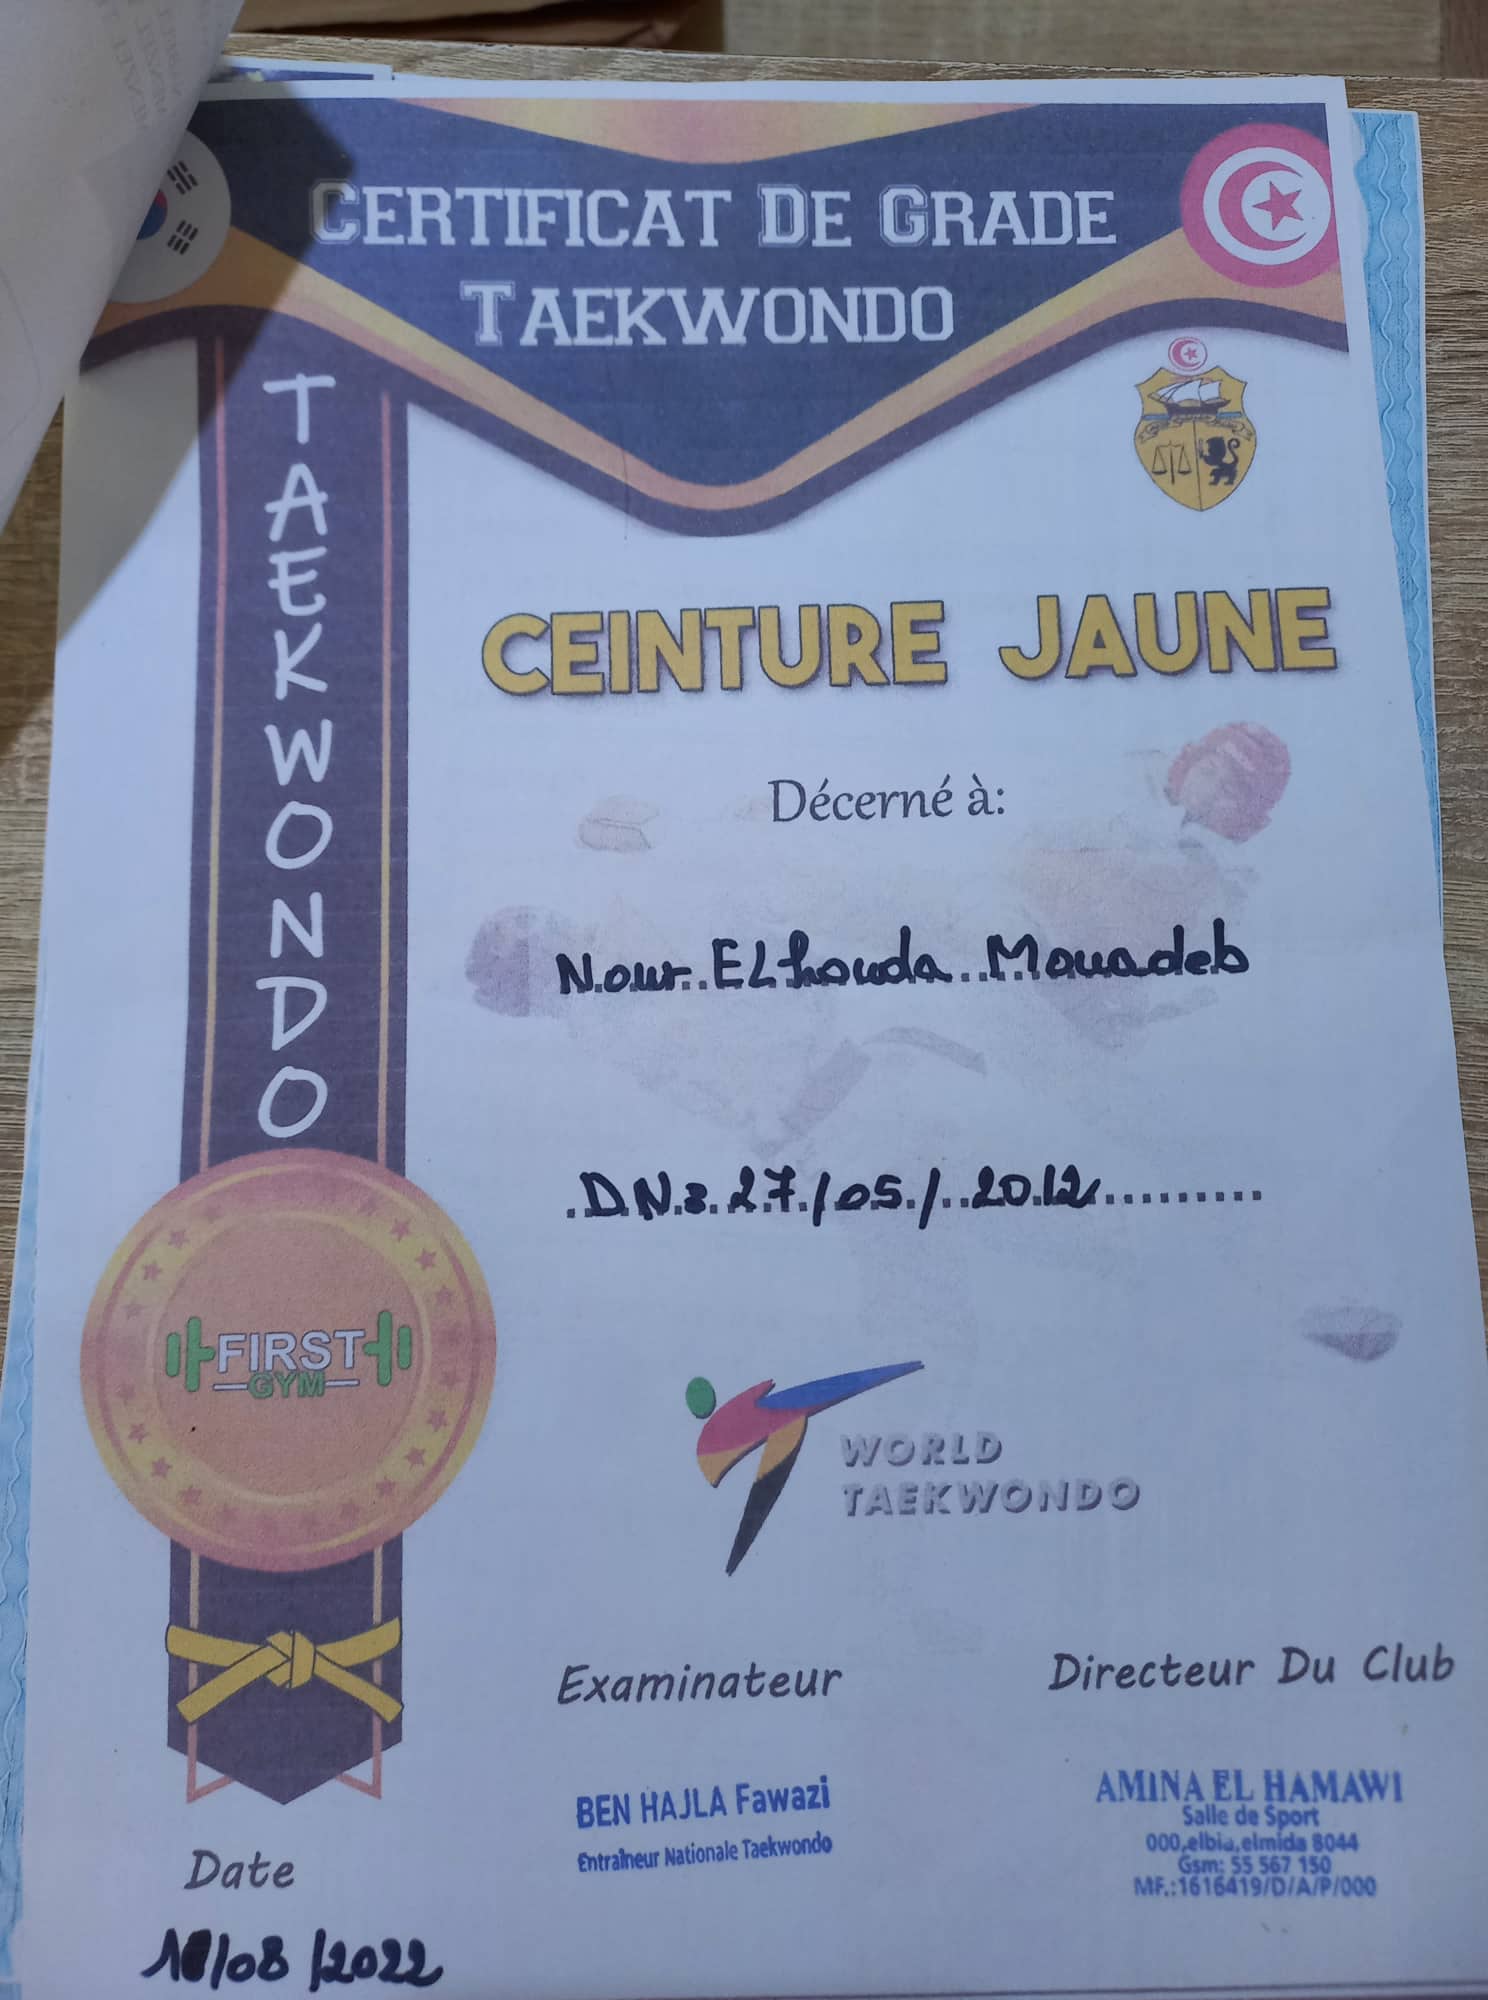 CERTIFICAT DE GRADE
TAEKWONDO
TAEKWONDO
CEINTURE JAUNE
Décerné à:
Nour ELhouda Mouadeb
D.N: 27/05/2012
FIRST
GYM
WORLD
TAEKWONDO
Examinateur
Directeur Du Club
BEN HAJLA Fawazi
Entraîneur Nationale Taekwondo
AMINA EL HAMAWI
Salle de Sport
000,elbia,elmida 8044
Gsm: 55 567 150
MF.:1616419/D/A/P/000
Date
/08/2022